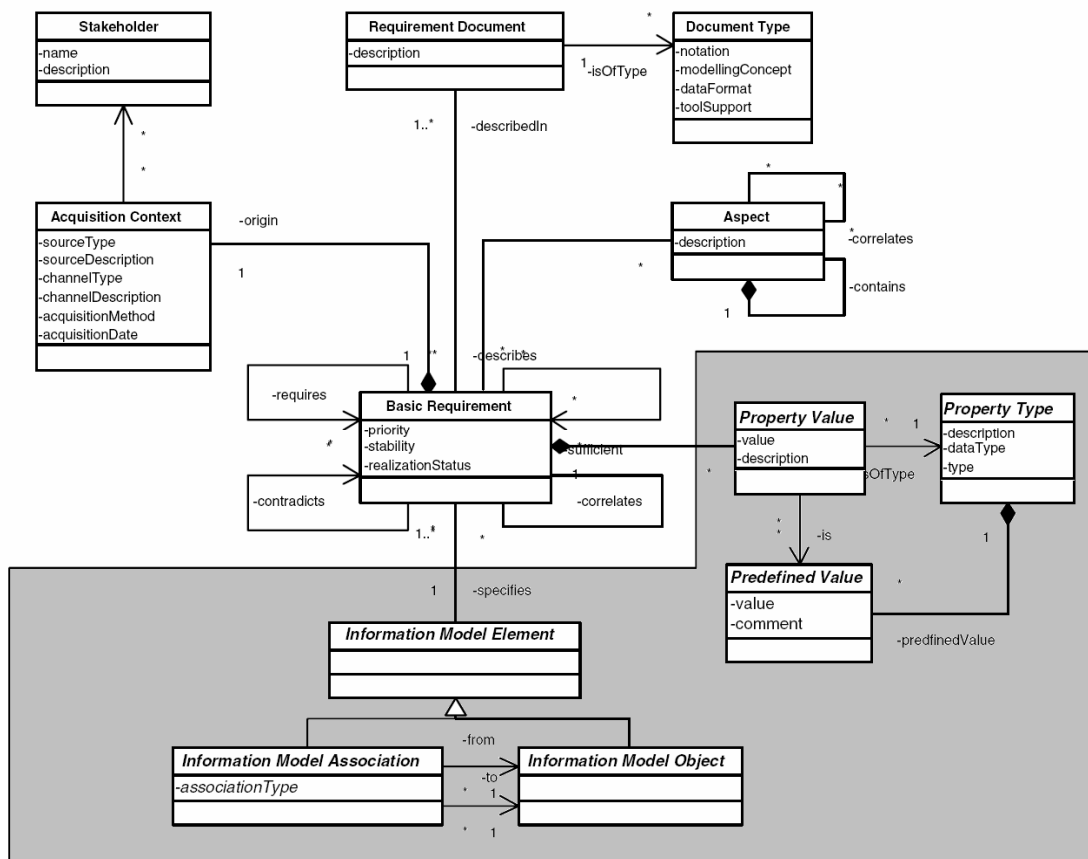 Stakeholder
-name
-description
Requirement Document
-description
*
1
-isOfType
Document Type
-notation
-modellingConcept
-dataFormat
-toolSupport
1..*
-describedIn
*
*
Acquisition Context
-sourceType
-sourceDescription
-channelType
-channelDescription
-acquisitionMethod
-acquisitionDate
-origin
1
*
*
Aspect
-description
*
-correlates
*
-contains
1
1
**
-describes
*
-requires
*
Basic Requirement
-priority
-stability
-realizationStatus
sufficient
1
-contradicts
-correlates
1..*
*
Property Value
-value
-description
*
*
1
sOfType
Property Type
-description
-dataType
-type
*
*
-is
1
Predefined Value
-value
-comment
*
-predfinedValue
1
-specifies
Information Model Element
-from
Information Model Association
-associationType
-to
*
1
*
1
Information Model Object